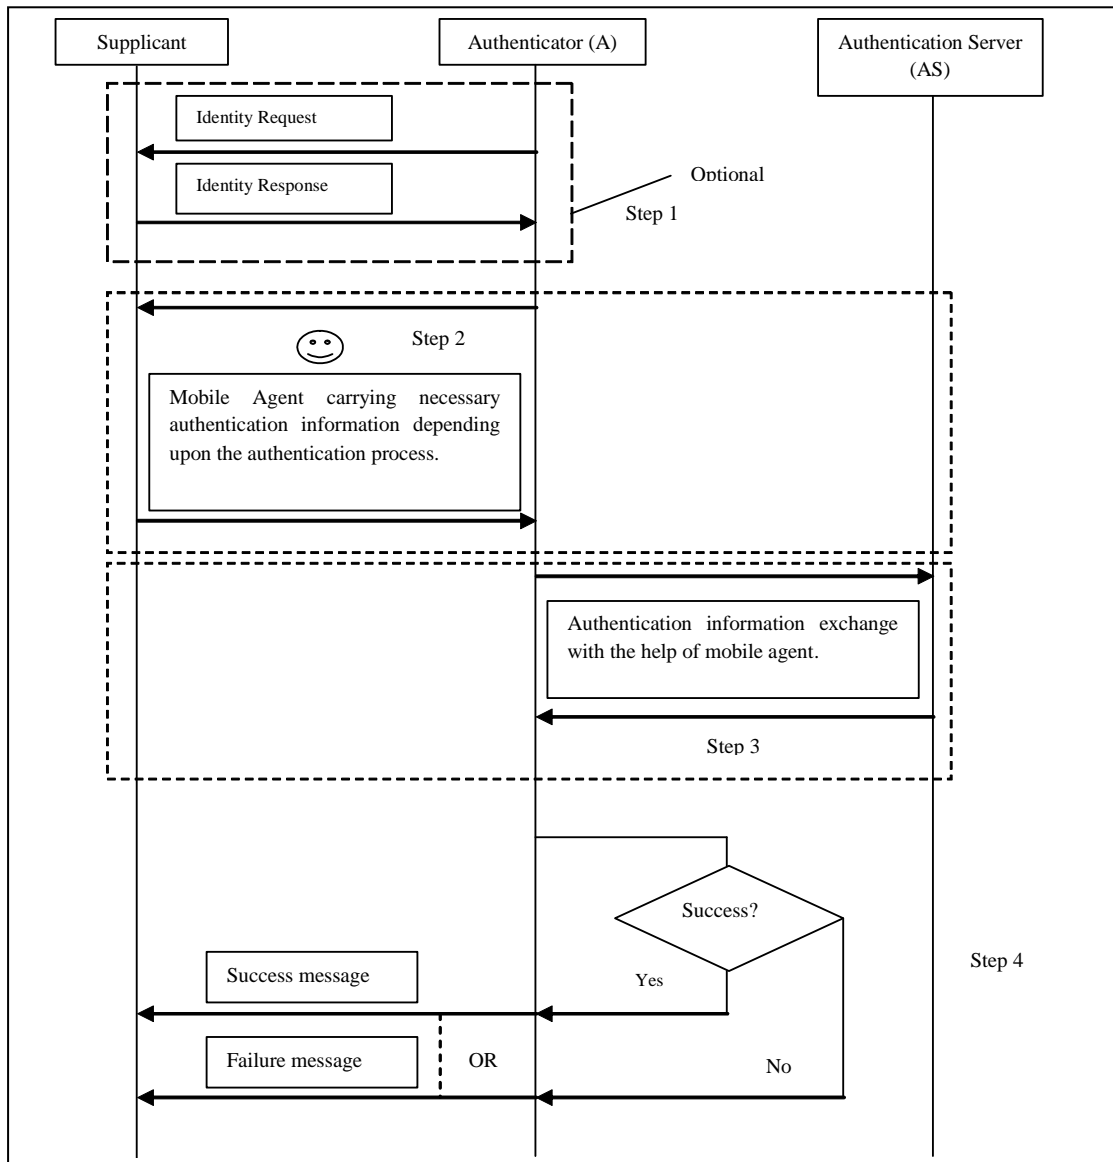 Supplicant
Authenticator (A)
Authentication Server
(AS)
Identity Request
Identity Response
Optional
Step 1
Step 2
Mobile Agent carrying necessary
authentication information depending
upon the authentication process.
Authentication information exchange
with the help of mobile agent.
Step 3
Success?
Yes
Success message
Step 4
Failure message
OR
No